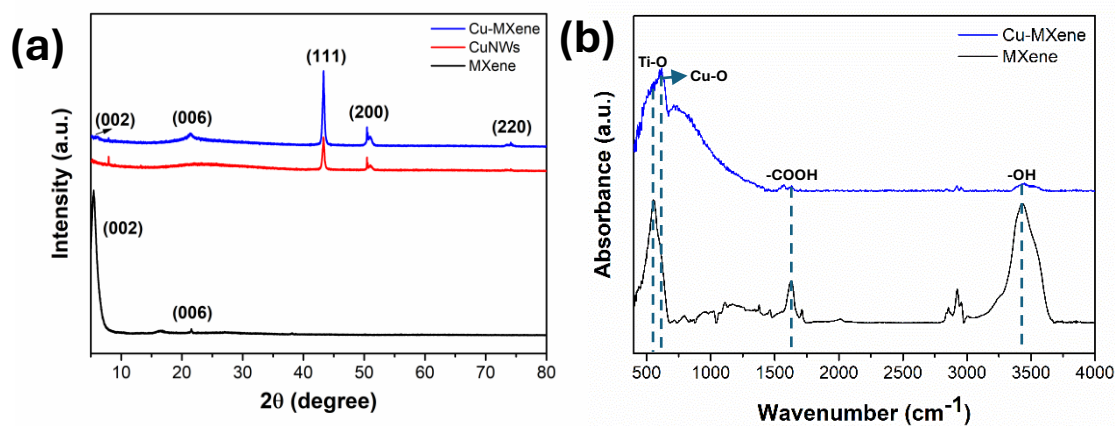 (a)
Cu-MXene
CuNWs
MXene
(111)
(002)
(006)
(200)
(220)
(002)
(006)
Intensity (a.u.)
10 20 30 40 50 60 70 80
2θ (degree)
(b)
Cu-MXene
MXene
Ti-O
Cu-O
-COOH
-OH
Absorbance (a.u.)
500 1000 1500 2000 2500 3000 3500 4000
Wavenumber (cm⁻¹)